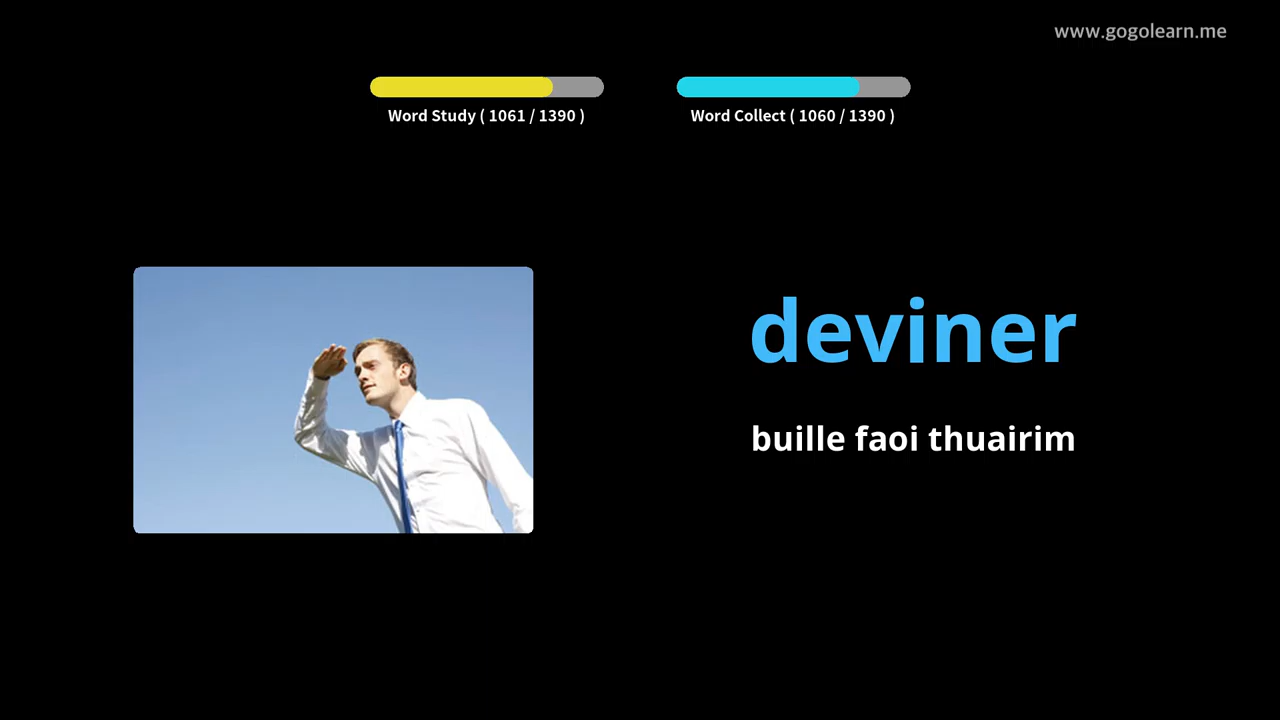 www.gogolearn.me
Word Study ( 1061 / 1390 )
Word Collect ( 1060 / 1390 )
deviner
buille faoi thuairim